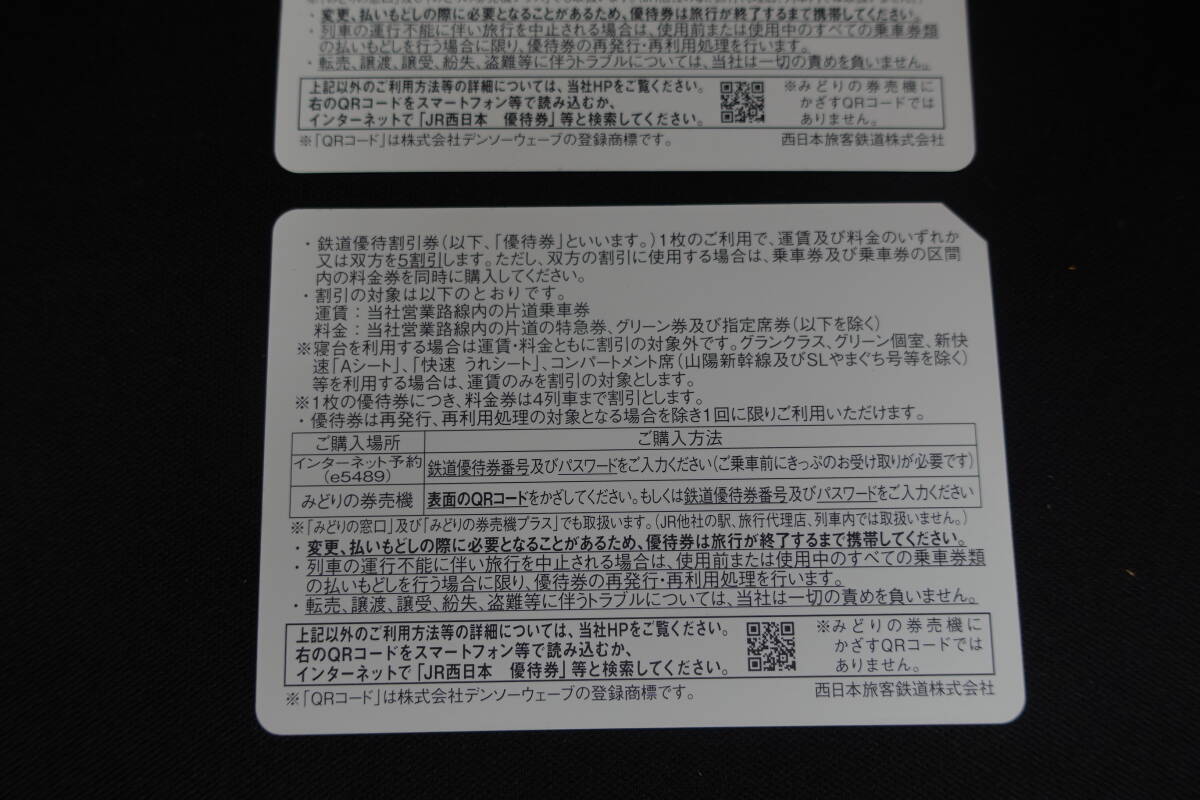 ・変更、払いもどしの際に必要となることがあるため、優待券は旅行が終了するまで携帯してください。
・列車の運行不能に伴い旅行を中止される場合は、使用前または使用中のすべての乗車券類
の払いもどしを行う場合に限り、優待券の再発行・再利用処理を行います。
・転売、譲渡、譲受、紛失、盗難等に伴うトラブルについては、当社は一切の責めを負いません。
上記以外のご利用方法等の詳細については、当社HPをご覧ください。
右のQRコードをスマートフォン等で読み込むか、
インターネットで「JR西日本　優待券」等と検索してください。
※みどりの券売機に
かざすQRコードでは
ありません。
※「QRコード」は株式会社デンソーウェーブの登録商標です。
西日本旅客鉄道株式会社
・鉄道優待割引券（以下、「優待券」といいます。）1枚のご利用で、運賃及び料金のいずれか
又は双方を5割引します。ただし、双方の割引に使用する場合は、乗車券及び乗車券の区間
内の料金券を同時に購入してください。
・割引の対象は以下のとおりです。
運賃：当社営業路線内の片道乗車券
料金：当社営業路線内の片道の特急券、グリーン券及び指定席券（以下を除く）
※寝台を利用する場合は運賃・料金ともに割引の対象外です。グランクラス、グリーン個室、新快
速「Aシート」、「快速 うれシート」、コンパートメント席（山陽新幹線及びSLやまぐち号等を除く）
等を利用する場合は、運賃のみを割引の対象とします。
※1枚の優待券につき、料金券は4列車まで割引とします。
・優待券は再発行、再利用処理の対象となる場合を除き1回に限りご利用いただけます。
ご購入場所
ご購入方法
インターネット予約
（e5489）
鉄道優待券番号及びパスワードをご入力ください（ご乗車前にきっぷのお受け取りが必要です）
みどりの券売機
表面のQRコードをかざしてください。もしくは鉄道優待券番号及びパスワードをご入力ください
※「みどりの窓口」及び「みどりの券売機プラス」でも取扱います。（JR他社の駅、旅行代理店、列車内では取扱いません。）
・変更、払いもどしの際に必要となることがあるため、優待券は旅行が終了するまで携帯してください。
・列車の運行不能に伴い旅行を中止される場合は、使用前または使用中のすべての乗車券類
の払いもどしを行う場合に限り、優待券の再発行・再利用処理を行います。
・転売、譲渡、譲受、紛失、盗難等に伴うトラブルについては、当社は一切の責めを負いません。
上記以外のご利用方法等の詳細については、当社HPをご覧ください。
右のQRコードをスマートフォン等で読み込むか、
インターネットで「JR西日本　優待券」等と検索してください。
※みどりの券売機に
かざすQRコードでは
ありません。
※「QRコード」は株式会社デンソーウェーブの登録商標です。
西日本旅客鉄道株式会社